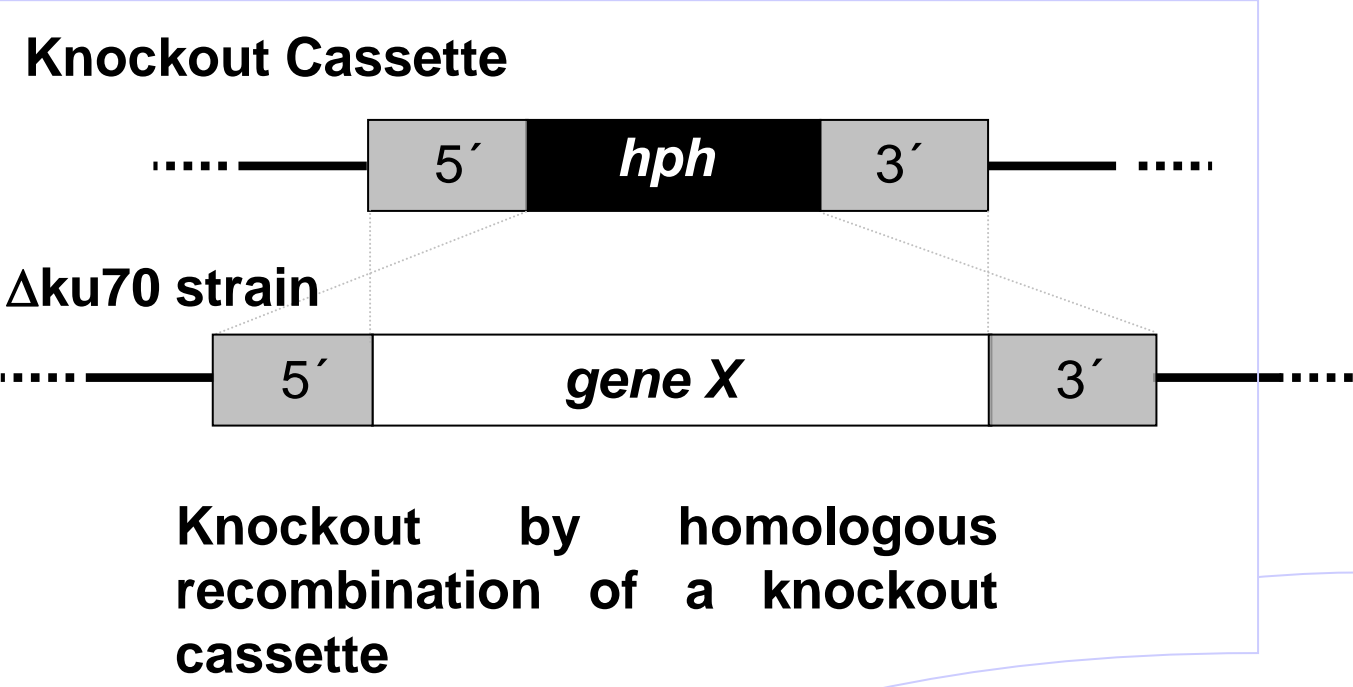 Knockout Cassette
5´ hph 3´
Δku70 strain
5´ gene X 3´
Knockout by homologous
recombination of a knockout
cassette